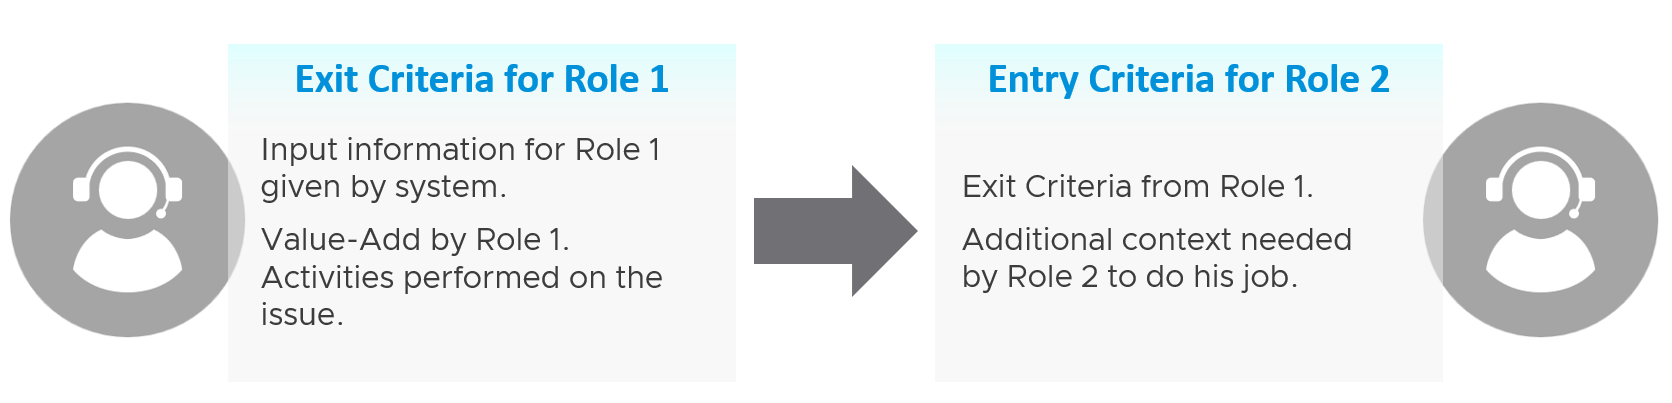 Exit Criteria for Role 1
Input information for Role 1
given by system.
Value-Add by Role 1.
Activities performed on the
issue.
Entry Criteria for Role 2
Exit Criteria from Role 1.
Additional context needed
by Role 2 to do his job.